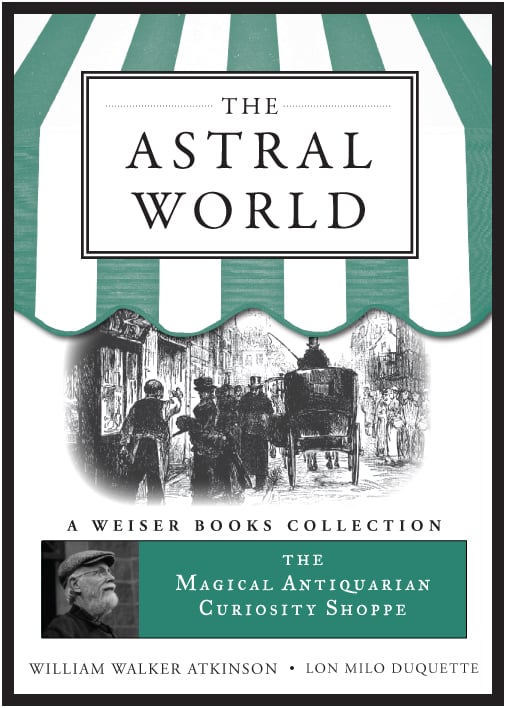 THE
ASTRAL
WORLD
A WEISER BOOKS COLLECTION
THE
MAGICAL ANTIQUARIAN
CURIOSITY SHOPPE
WILLIAM WALKER ATKINSON • LON MILO DUQUETTE